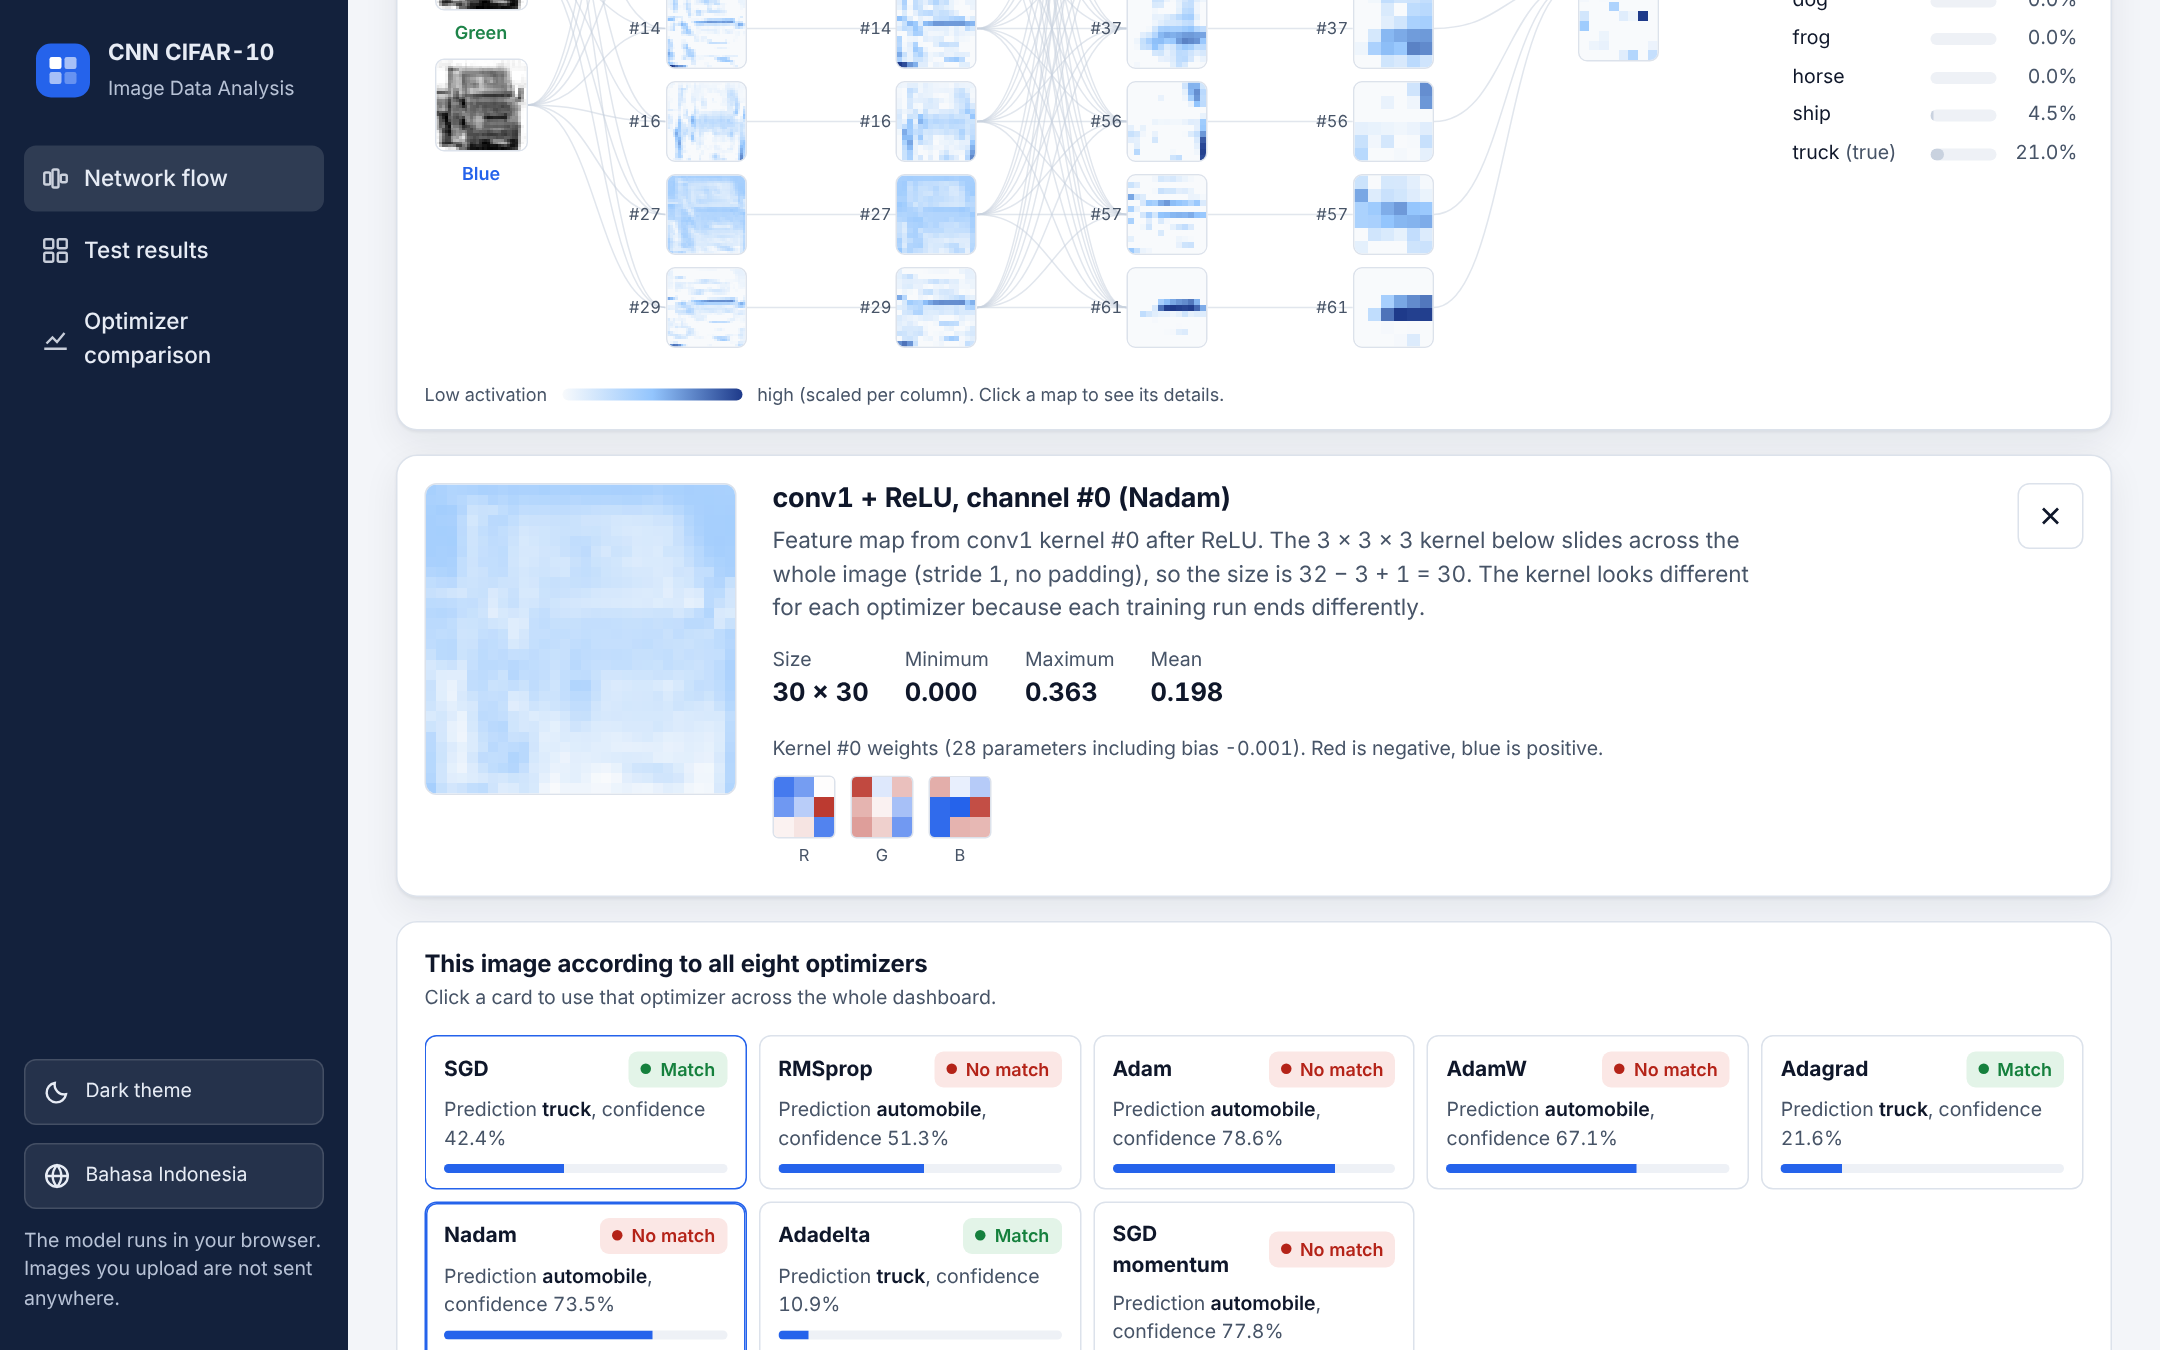 CNN CIFAR-10
Image Data Analysis
Network flow
Test results
Optimizer
comparison
Dark theme
Bahasa Indonesia
The model runs in your browser.
Images you upload are not sent
anywhere.
Green
Blue
#14
#14
#37
#37
#16
#16
#56
#56
#27
#27
#57
#57
#29
#29
#61
#61
dog 0.0%
frog 0.0%
horse 0.0%
ship 4.5%
truck (true) 21.0%
Low activation high (scaled per column). Click a map to see its details.
conv1 + ReLU, channel #0 (Nadam)
Feature map from conv1 kernel #0 after ReLU. The 3 × 3 × 3 kernel below slides across the
whole image (stride 1, no padding), so the size is 32 − 3 + 1 = 30. The kernel looks different
for each optimizer because each training run ends differently.
Size Minimum Maximum Mean
30 × 30 0.000 0.363 0.198
Kernel #0 weights (28 parameters including bias -0.001). Red is negative, blue is positive.
R G B
This image according to all eight optimizers
Click a card to use that optimizer across the whole dashboard.
SGD Match
Prediction truck, confidence
42.4%
RMSprop No match
Prediction automobile,
confidence 51.3%
Adam No match
Prediction automobile,
confidence 78.6%
AdamW No match
Prediction automobile,
confidence 67.1%
Adagrad Match
Prediction truck, confidence
21.6%
Nadam No match
Prediction automobile,
confidence 73.5%
Adadelta Match
Prediction truck, confidence
10.9%
SGD
momentum No match
Prediction automobile,
confidence 77.8%